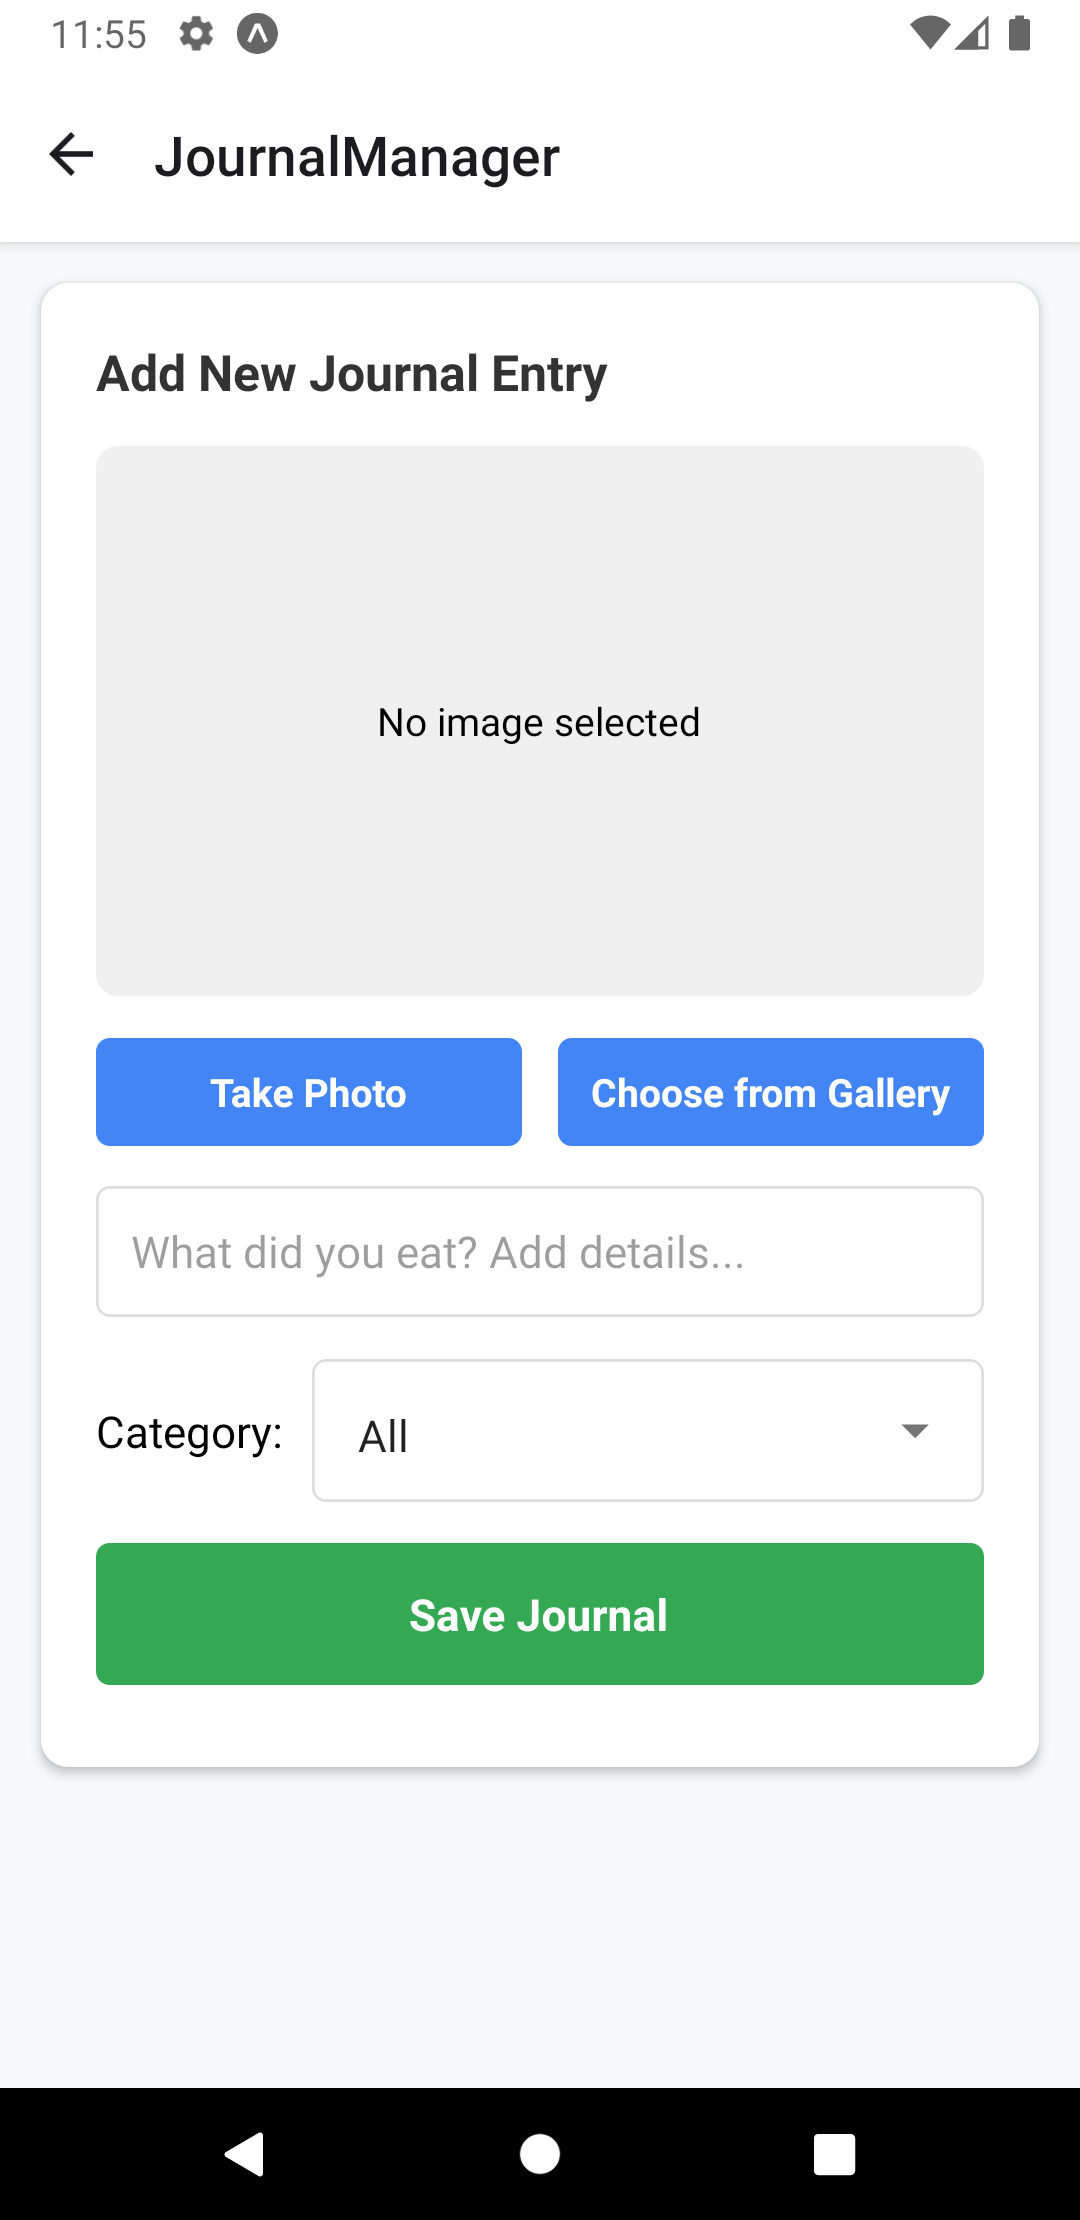 11:55
JournalManager
Add New Journal Entry
No image selected
Take Photo
Choose from Gallery
What did you eat? Add details...
Category:
All
Save Journal